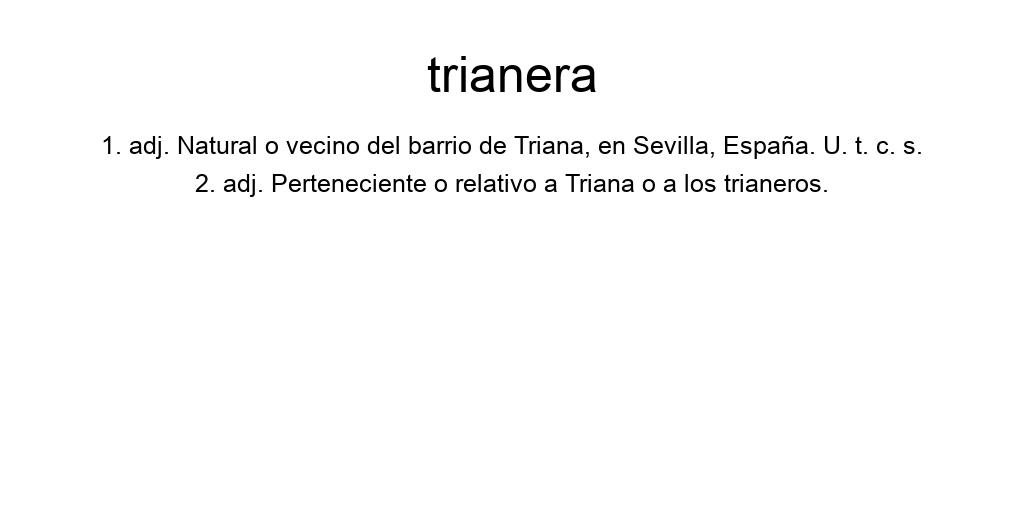 trianera
1. adj. Natural o vecino del barrio de Triana, en Sevilla, España. U. t. c. s.
2. adj. Perteneciente o relativo a Triana o a los trianeros.